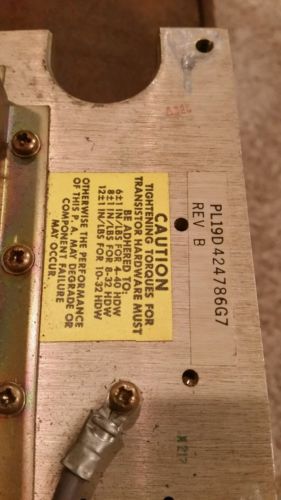 CAUTION
TIGHTENING TORQUES FOR
TRANSISTOR HARDWARE MUST
BE ADHERED TO:
6±1 IN/LBS FOR 4-40 HDW
8±1 IN/LBS FOR 8-32 HDW
12±1 IN/LBS FOR 10-32 HDW
OTHERWISE THE PERFORMANCE
OF THIS P. A. MAY DEGRADE OR
COMPONENT FAILURE
MAY OCCUR.
PL19D424786G7
REV B